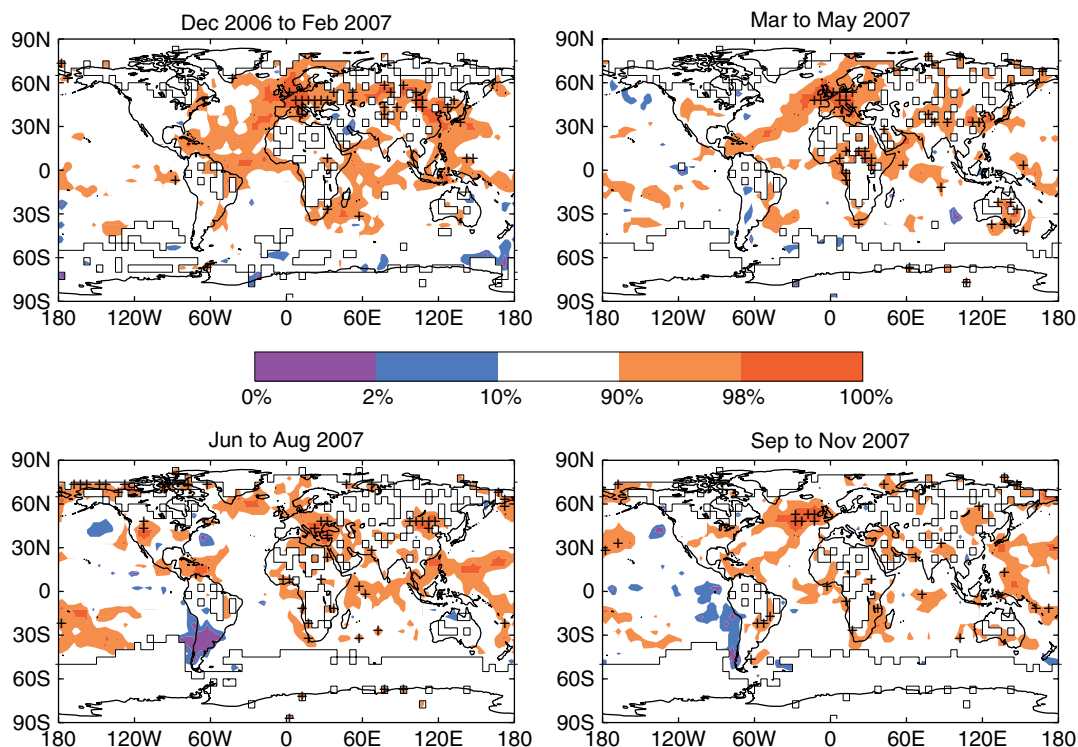 Dec 2006 to Feb 2007
90N
60N
30N
0
30S
60S
90S
180 120W 60W 0 60E 120E 180
Mar to May 2007
90N
60N
30N
0
30S
60S
90S
180 120W 60W 0 60E 120E 180
0% 2% 10% 90% 98% 100%
Jun to Aug 2007
90N
60N
30N
0
30S
60S
90S
180 120W 60W 0 60E 120E 180
Sep to Nov 2007
90N
60N
30N
0
30S
60S
90S
180 120W 60W 0 60E 120E 180